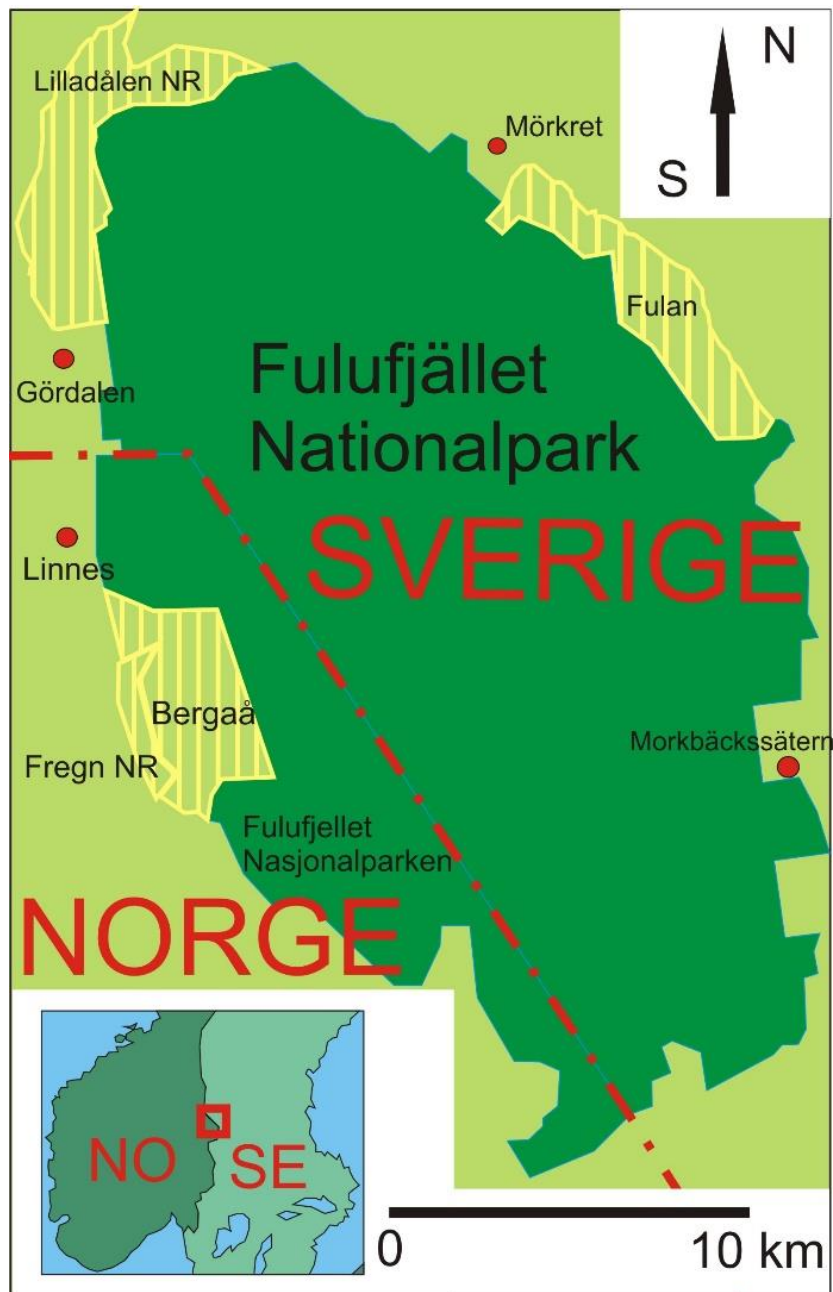 N
Lilladålen NR
Mörkret
S
Fulan
Fulufjället
Nationalpark
Gördalen
SVERIGE
Linnes
Bergaå
Morkbäckssätern
Fregn NR
Fulufjellet
Nasjonalparken
NORGE
NO
SE
0
10 km